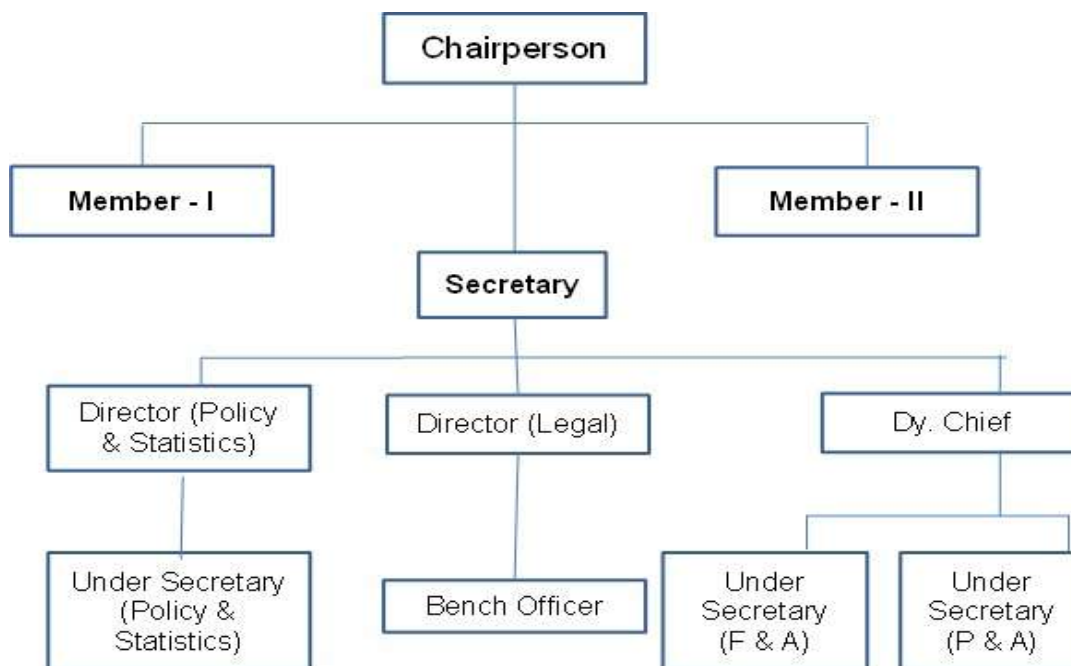 Chairperson
Member - I
Member - II
Secretary
Director (Policy
& Statistics)
Director (Legal)
Dy. Chief
Under Secretary
(Policy &
Statistics)
Bench Officer
Under
Secretary
(F & A)
Under
Secretary
(P & A)